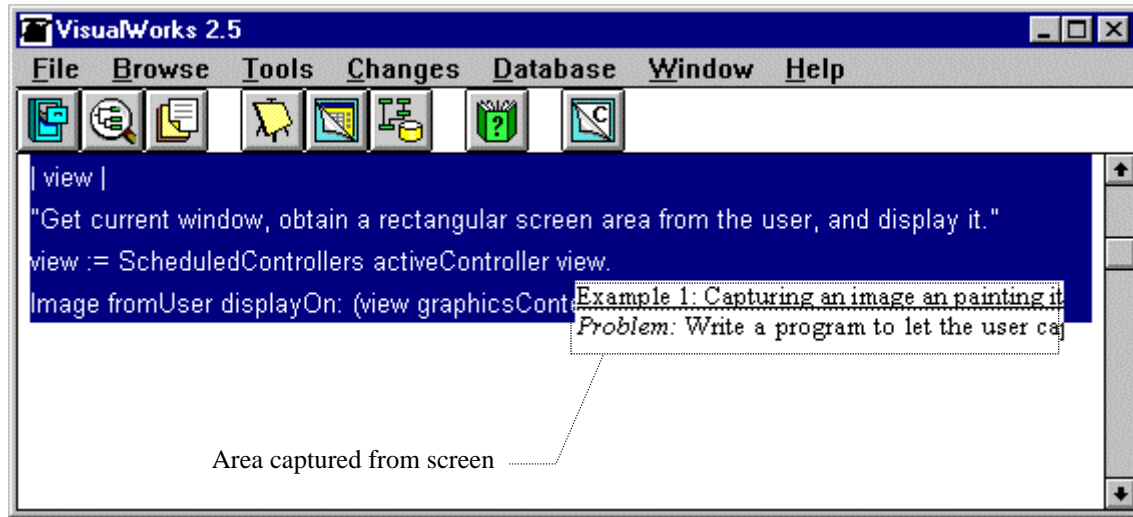 VisualWorks 2.5
File Browse Tools Changes Database Window Help
? C
| view |
"Get current window, obtain a rectangular screen area from the user, and display it."
view := ScheduledControllers activeController view.
Image fromUser displayOn: (view graphicsConte
Example 1: Capturing an image an painting it
Problem: Write a program to let the user
Area captured from screen